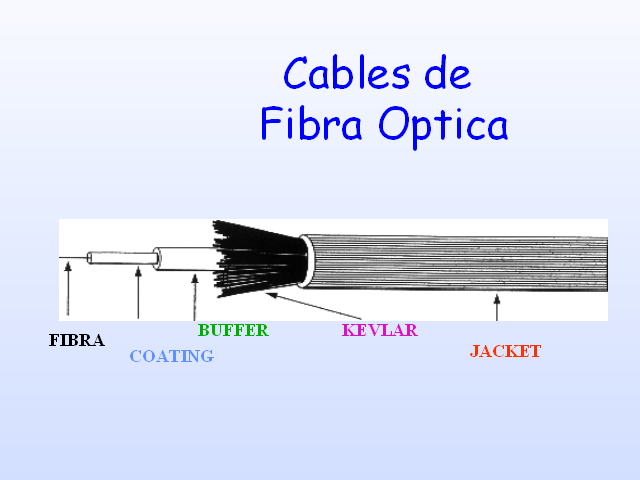 Cables de
Fibra Optica
FIBRA
COATING
BUFFER
KEVLAR
JACKET